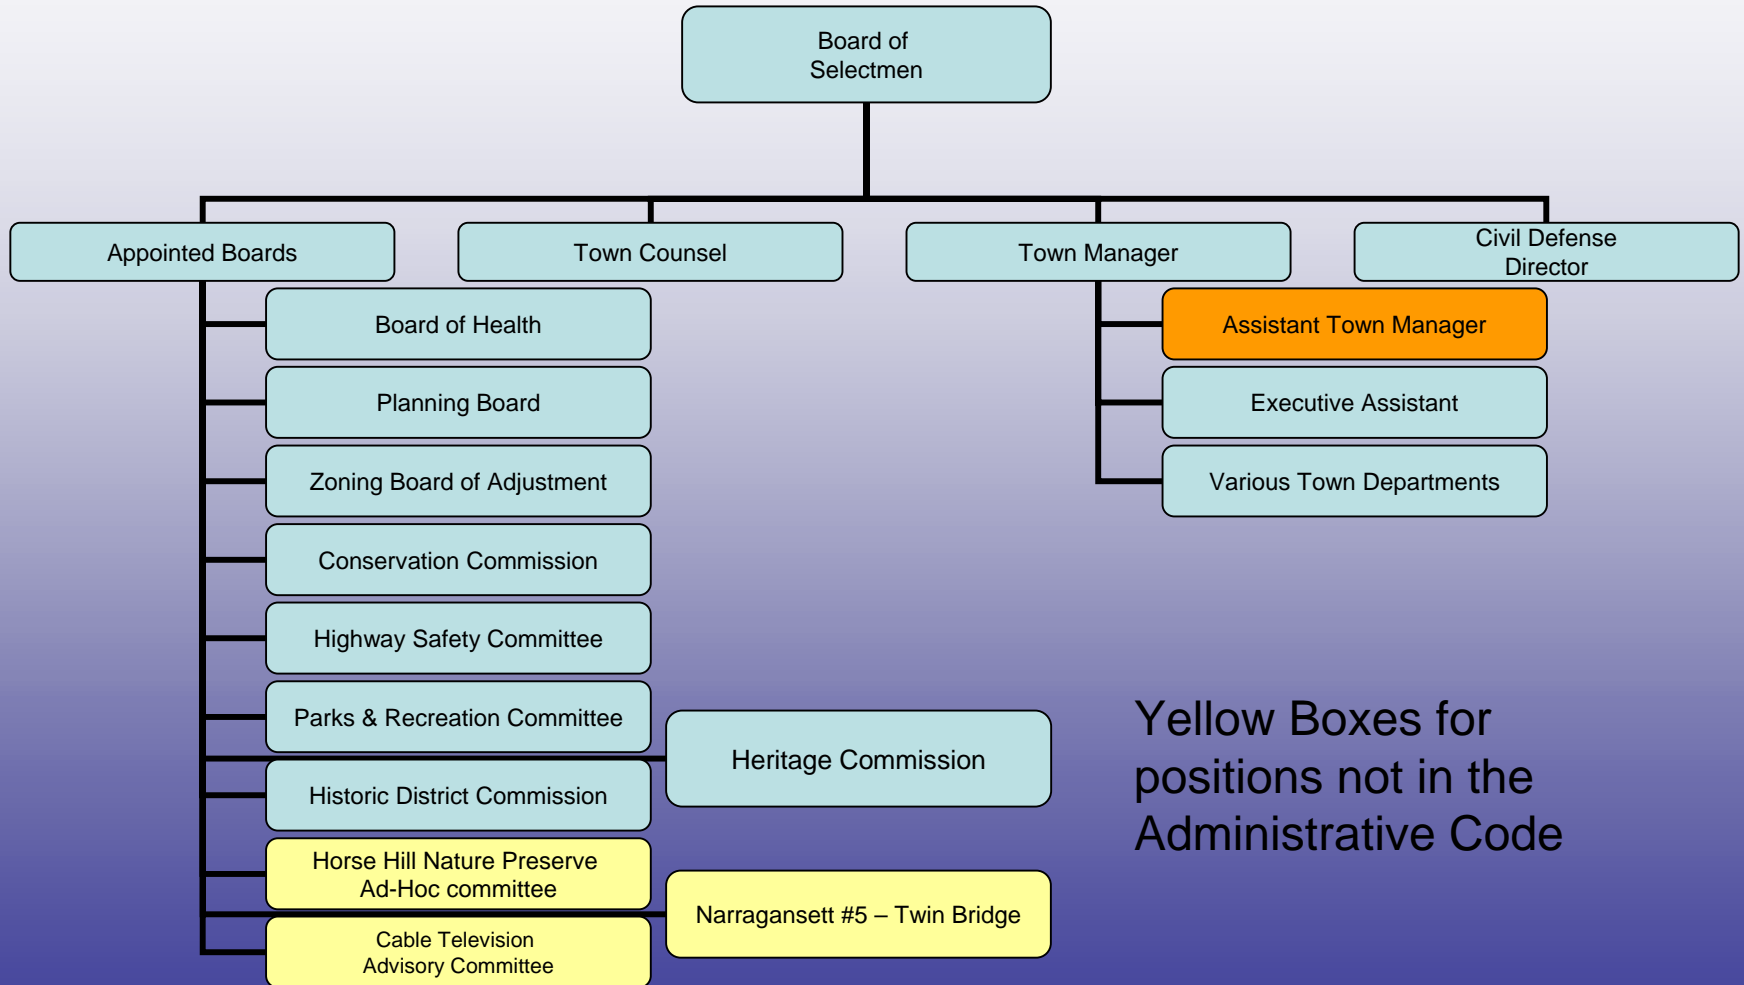 Board of
Selectmen
Appointed Boards
Town Counsel
Town Manager
Civil Defense
Director
Board of Health
Planning Board
Zoning Board of Adjustment
Conservation Commission
Highway Safety Committee
Parks & Recreation Committee
Heritage Commission
Historic District Commission
Horse Hill Nature Preserve
Ad-Hoc committee
Narragansett #5 – Twin Bridge
Cable Television
Advisory Committee
Assistant Town Manager
Executive Assistant
Various Town Departments
Yellow Boxes for
positions not in the
Administrative Code